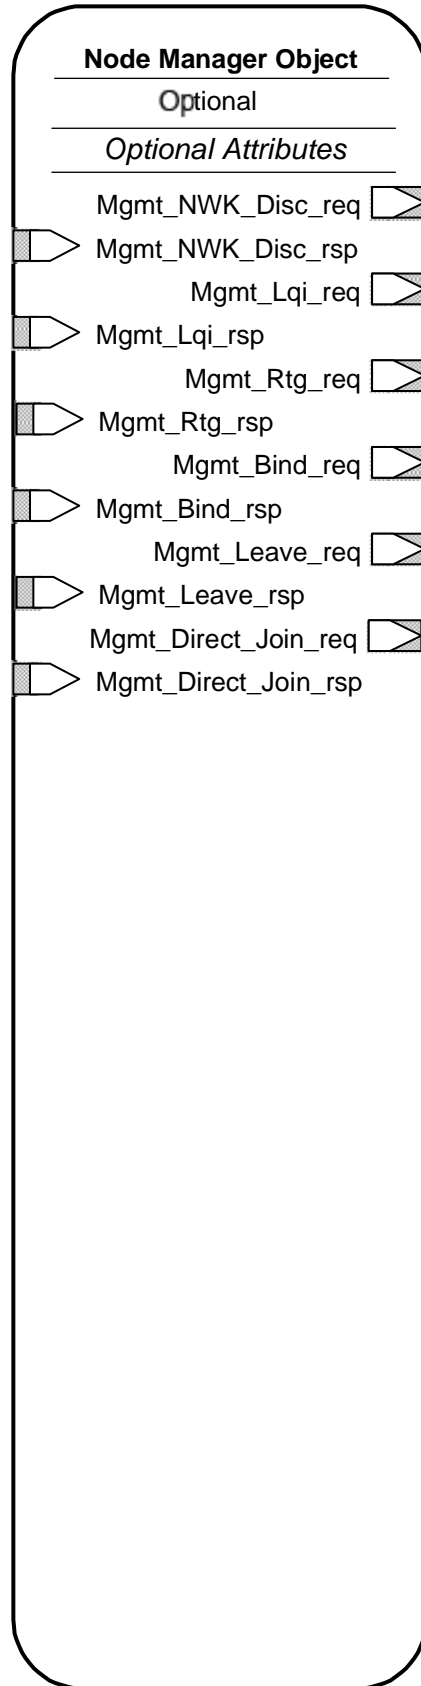 Node Manager Object
Optional
Optional Attributes
Mgmt_NWK_Disc_req
Mgmt_NWK_Disc_rsp
Mgmt_Lqi_req
Mgmt_Lqi_rsp
Mgmt_Rtg_req
Mgmt_Rtg_rsp
Mgmt_Bind_req
Mgmt_Bind_rsp
Mgmt_Leave_req
Mgmt_Leave_rsp
Mgmt_Direct_Join_req
Mgmt_Direct_Join_rsp